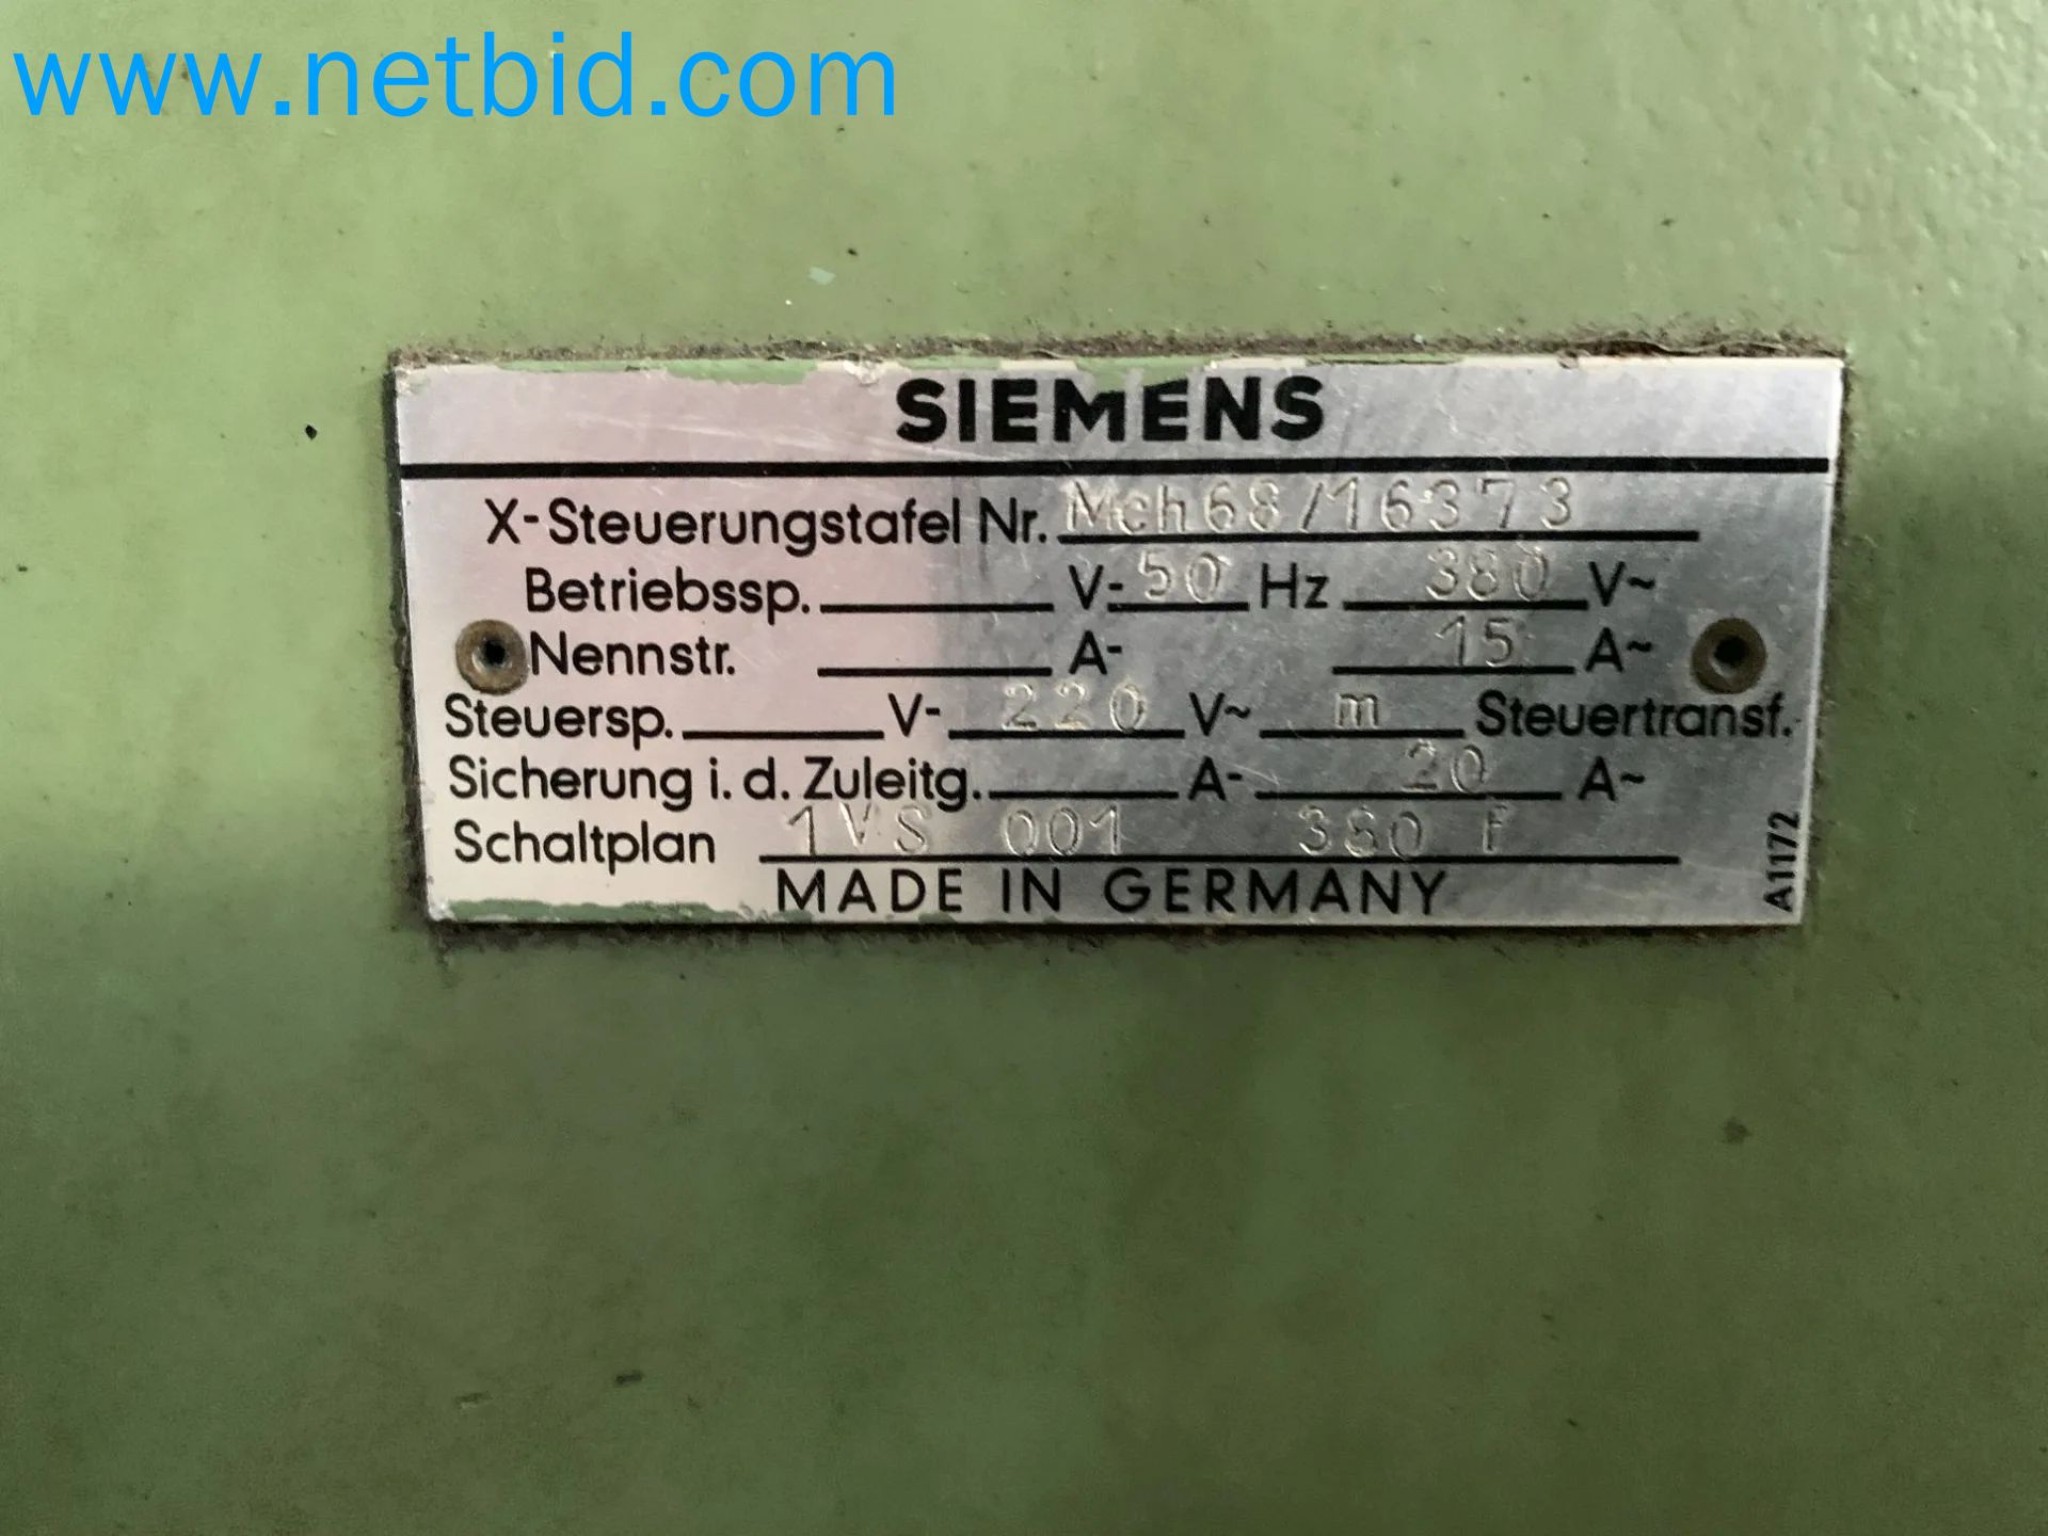 www.netbid.com
SIEMENS
X-Steuerungstafel Nr. Mch68/16373
Betriebssp. V- 50 Hz 380 V~
Nennstr. A- 15 A~
Steuersp. V- 220 V~ m Steuertransf.
Sicherung i. d. Zuleitg. A- 20 A~
Schaltplan 1VS 001 360 F
MADE IN GERMANY
A1172